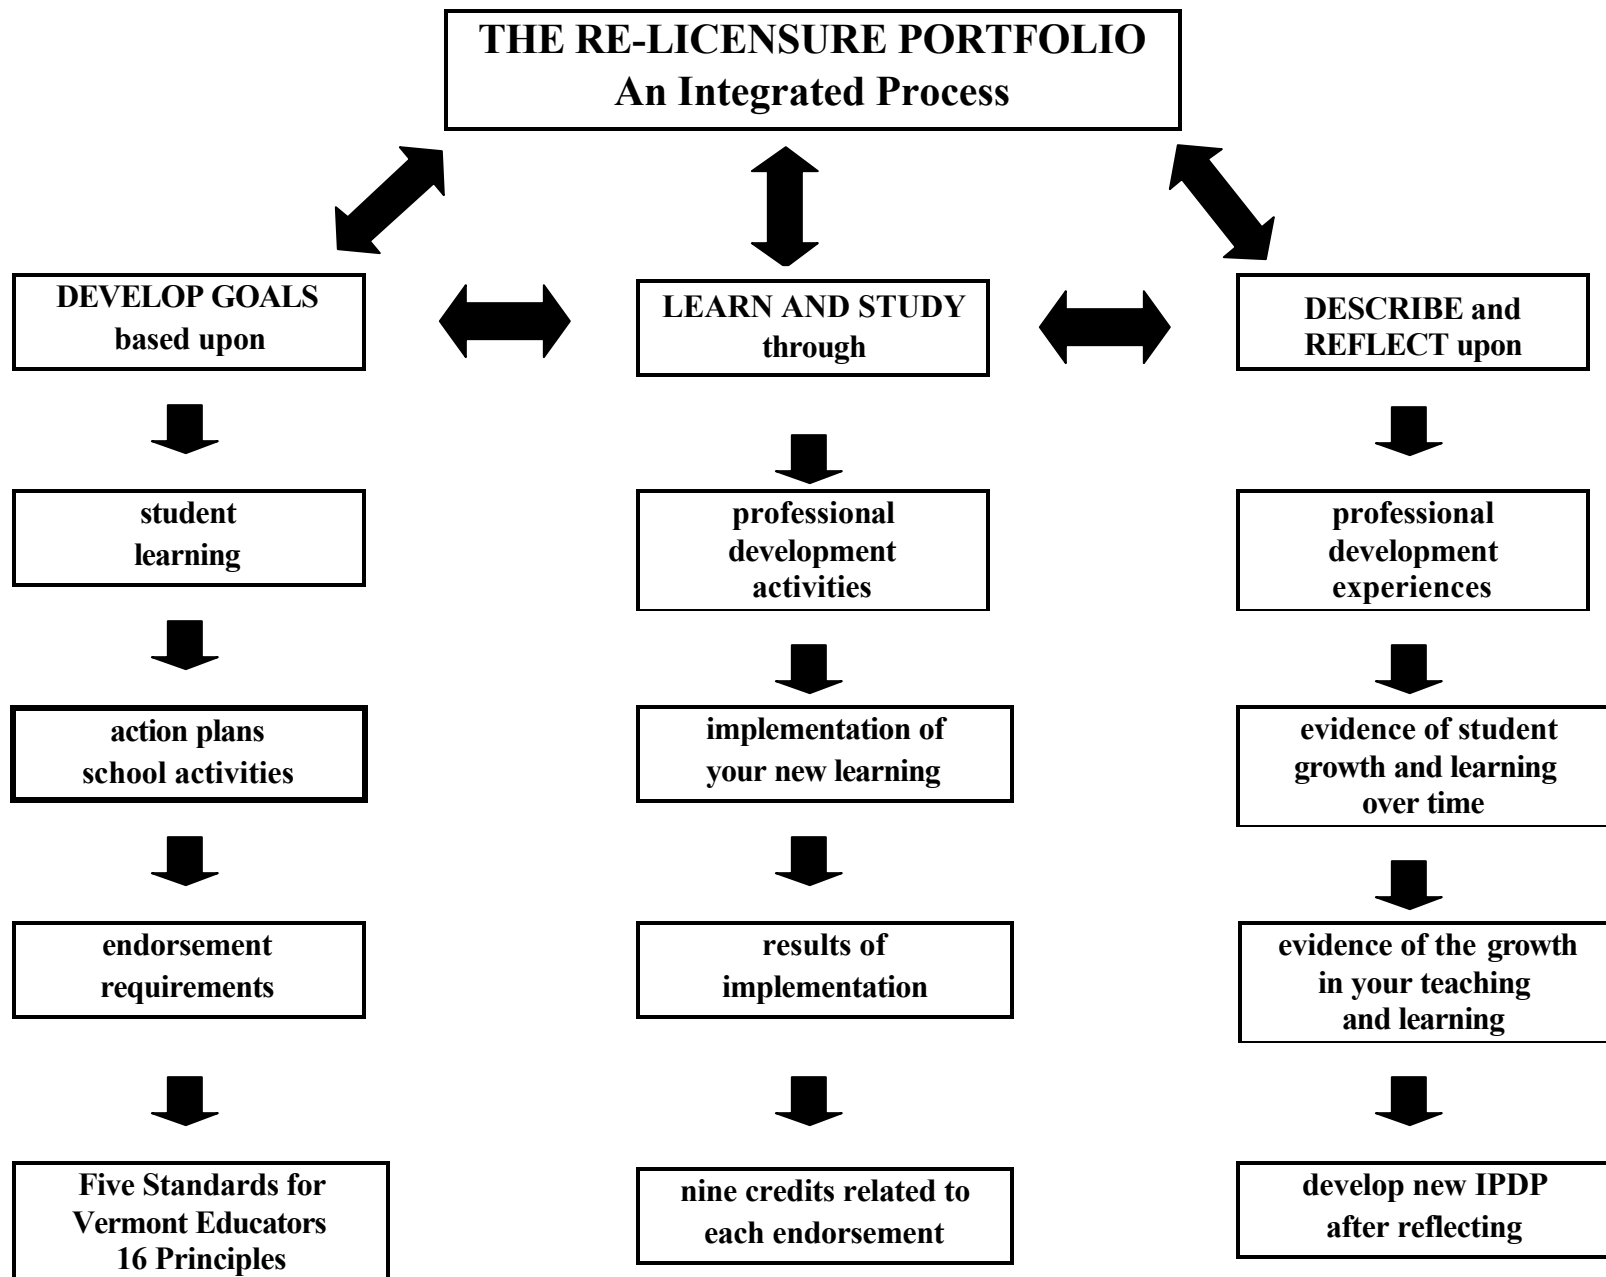 THE RE-LICENSURE PORTFOLIO
An Integrated Process
DEVELOP GOALS
based upon
LEARN AND STUDY
through
DESCRIBE and
REFLECT upon
student
learning
professional
development
activities
professional
development
experiences
action plans
school activities
implementation of
your new learning
evidence of student
growth and learning
over time
endorsement
requirements
results of
implementation
evidence of the growth
in your teaching
and learning
Five Standards for
Vermont Educators
16 Principles
nine credits related to
each endorsement
develop new IPDP
after reflecting